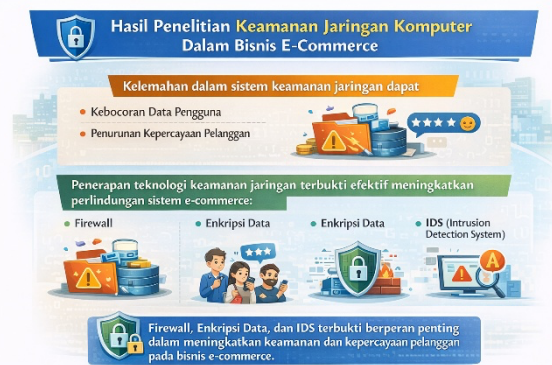 Hasil Penelitian Keamanan Jaringan Komputer
Dalam Bisnis E-Commerce
Kelemahan dalam sistem keamanan jaringan dapat
• Kebocoran Data Pengguna
• Penurunan Kepercayaan Pelanggan
Penerapan teknologi keamanan jaringan terbukti efektif meningkatkan
perlindungan sistem e-commerce:
• Firewall
• Enkripsi Data
• Enkripsi Data
• IDS (Intrusion
Detection System)
A
Firewall, Enkripsi Data, dan IDS terbukti berperan penting
dalam meningkatkan keamanan dan kepercayaan pelanggan
pada bisnis e-commerce.